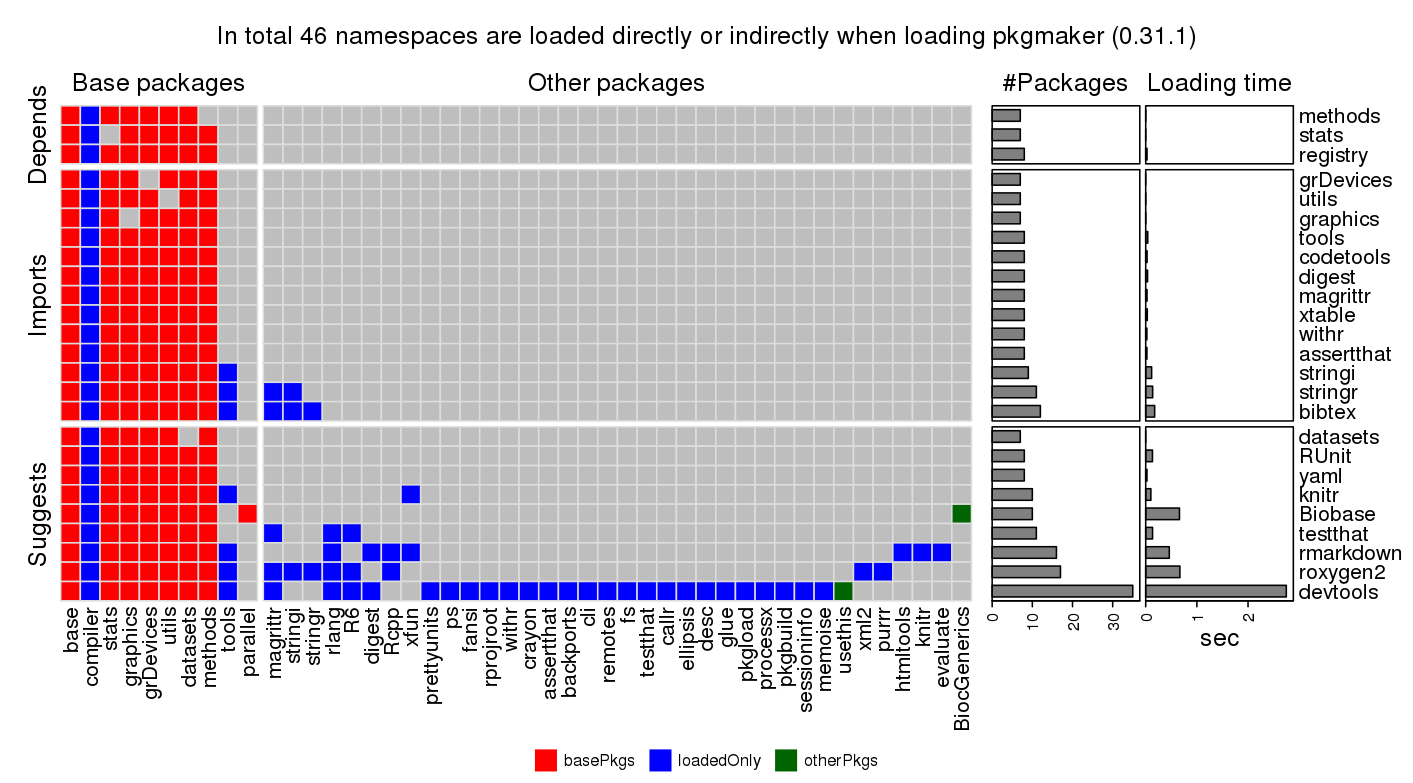 In total 46 namespaces are loaded directly or indirectly when loading pkgmaker (0.31.1)
Base packages
Other packages
#Packages
Loading time
Depends
methods
stats
registry
Imports
grDevices
utils
graphics
tools
codetools
digest
magrittr
xtable
withr
assertthat
stringi
stringr
bibtex
Suggests
datasets
RUnit
yaml
knitr
Biobase
testthat
rmarkdown
roxygen2
devtools
base
compiler
stats
graphics
grDevices
utils
datasets
methods
tools
parallel
magrittr
stringi
stringr
rlang
R6
digest
Rcpp
xfun
prettyunits
ps
fansi
rprojroot
withr
crayon
assertthat
backports
cli
remotes
fs
testthat
callr
ellipsis
desc
glue
pkgload
processx
pkgbuild
sessioninfo
memoise
usethis
xml2
purrr
htmltools
knitr
evaluate
BiocGenerics
0
10
20
30
0
1
2
sec
basePkgs
loadedOnly
otherPkgs